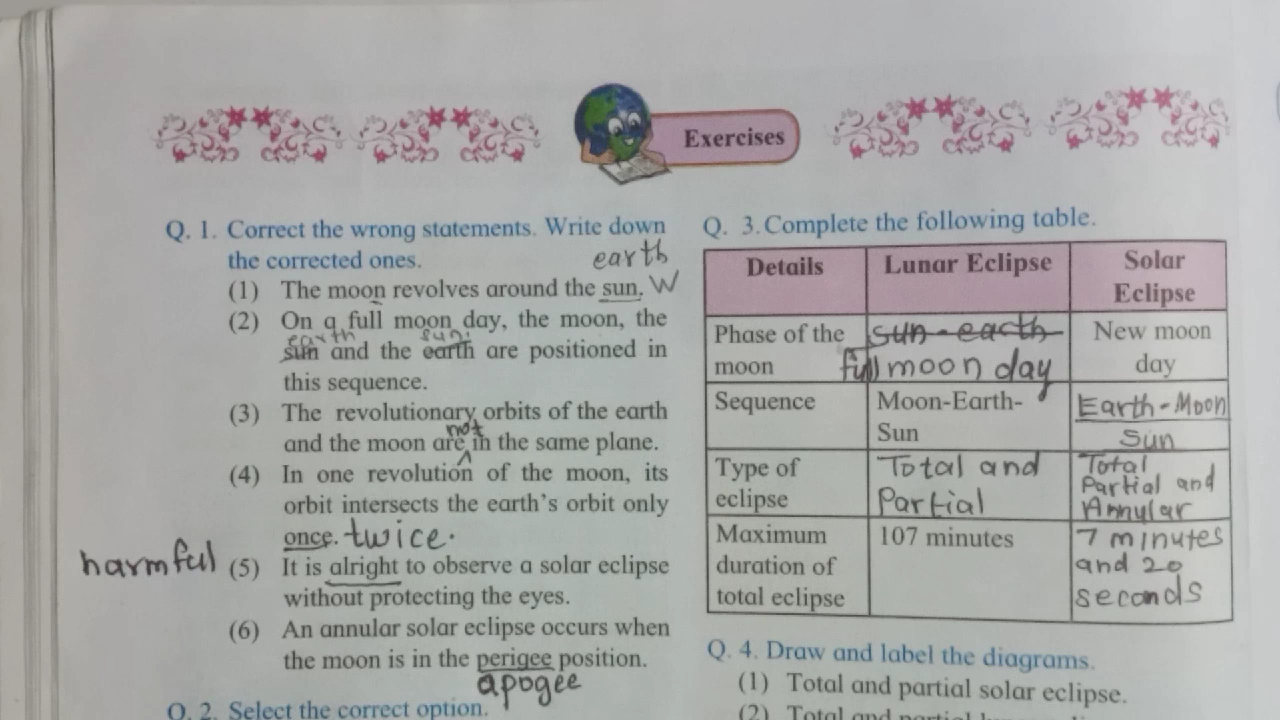 Exercises
Q. 1. Correct the wrong statements. Write down
the corrected ones.
earth
(1) The moon revolves around the sun. W
(2) On a full moon day, the moon, the
earth sun
sun and the earth are positioned in
this sequence.
(3) The revolutionary orbits of the earth
not
and the moon are in the same plane.
(4) In one revolution of the moon, its
orbit intersects the earth's orbit only
once. twice.
harmful
(5) It is alright to observe a solar eclipse
without protecting the eyes.
(6) An annular solar eclipse occurs when
the moon is in the perigee position.
apogee
Q. 2. Select the correct option.
Q. 3. Complete the following table.
Details Lunar Eclipse Solar
Eclipse
Phase of the sun-earth New moon
moon full moon day day
Sequence Moon-Earth- Earth-Moon
Sun Sun
Type of Total and Total
eclipse Partial Partial and
Annular
Maximum 107 minutes 7 minutes
duration of and 20
total eclipse seconds
Q. 4. Draw and label the diagrams.
(1) Total and partial solar eclipse.
(2) Total and partial